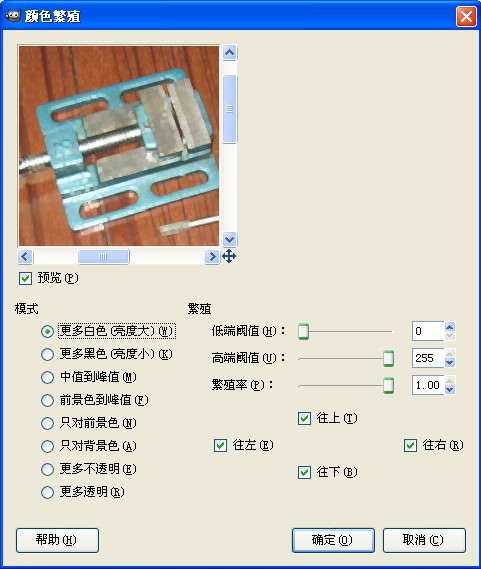 颜色繁殖
预览(P)
模式
更多白色(亮度大)(W)
更多黑色(亮度小)(K)
中值到峰值(M)
前景色到峰值(F)
只对前景色(N)
只对背景色(A)
更多不透明(E)
更多透明(R)
繁殖
低端阈值(H)： 0
高端阈值(U)： 255
繁殖率(P)： 1.00
往上(T)
往左(E) 往右(R)
往下(B)
帮助(H) 确定(O) 取消(C)